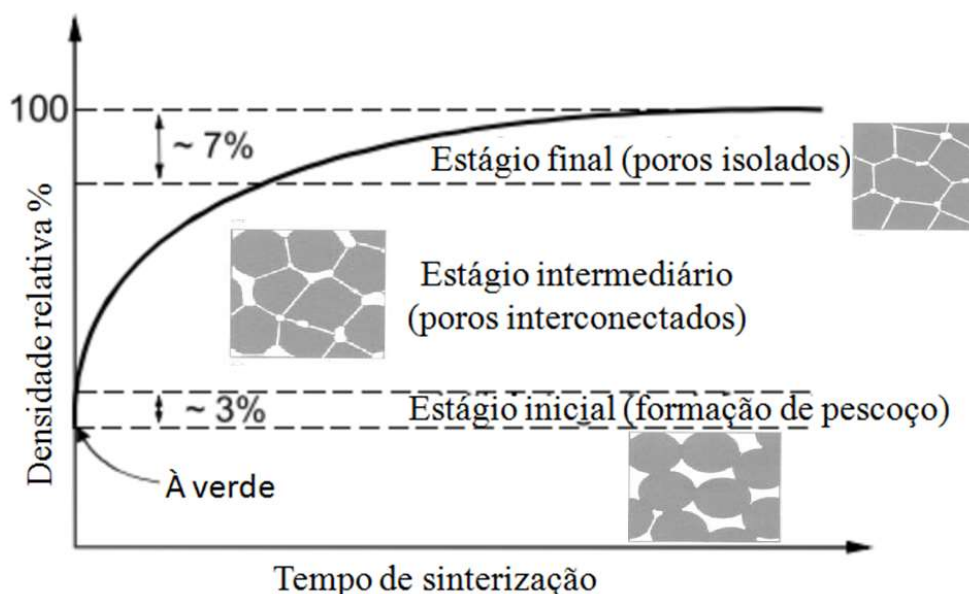 100
~ 7%
Estágio final (poros isolados)
Densidade relativa %
Estágio intermediário
(poros interconectados)
~ 3%
Estágio inicial (formação de pescoço)
À verde
Tempo de sinterização